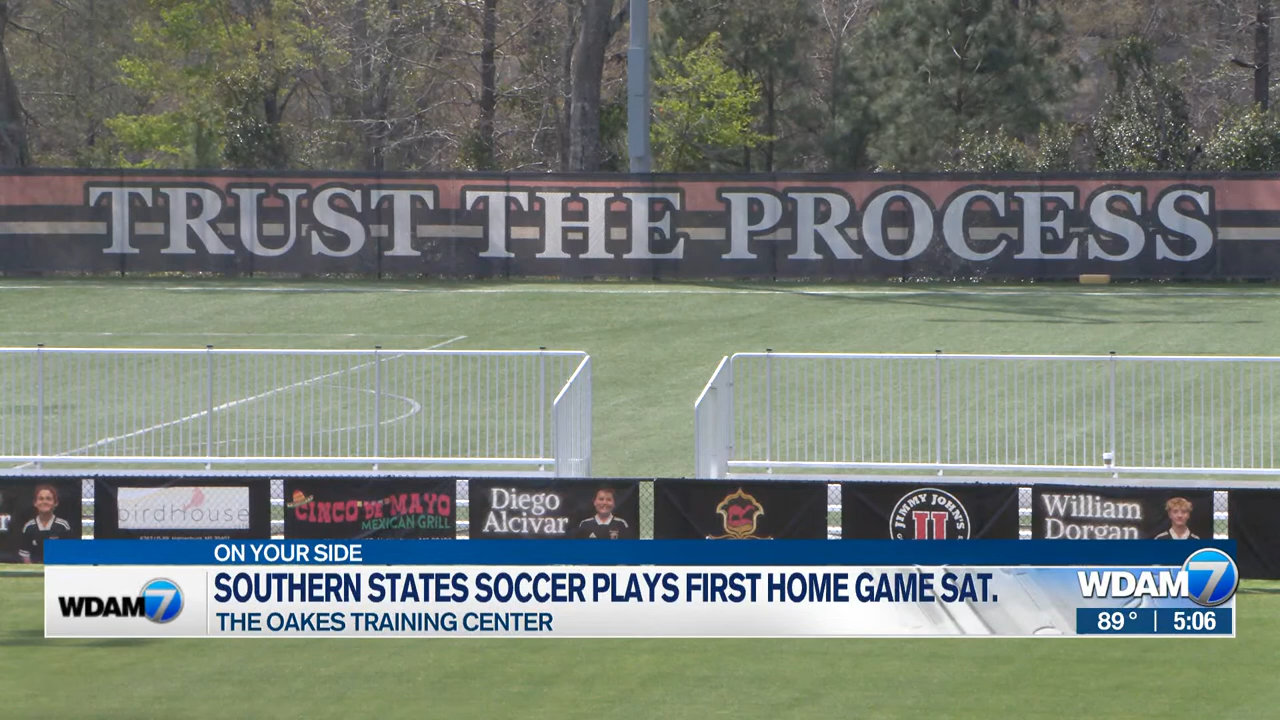 TRUST THE PROCESS
birdhouse
CINCO DE MAYO
MEXICAN GRILL
Diego
Alcivar
JIMMY JOHN'S
William
Dorgan
ON YOUR SIDE
SOUTHERN STATES SOCCER PLAYS FIRST HOME GAME SAT.
THE OAKES TRAINING CENTER
WDAM 7
WDAM 7
89° | 5:06